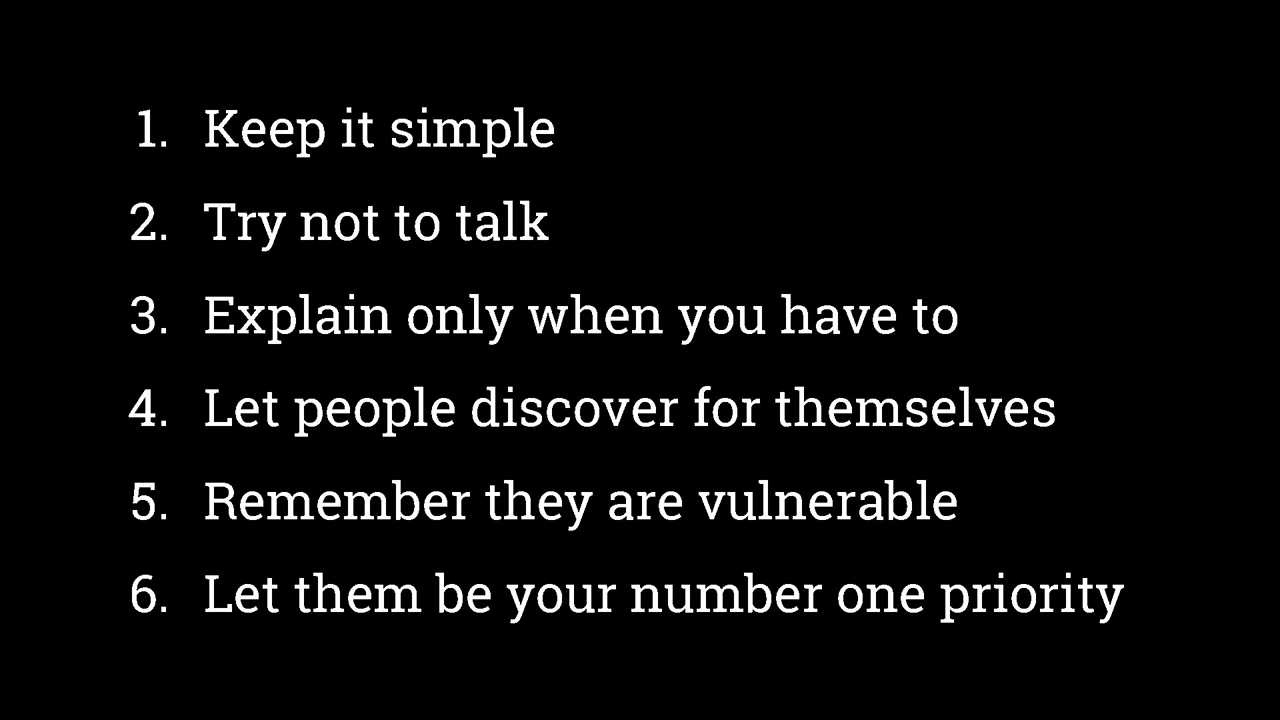 1. Keep it simple
2. Try not to talk
3. Explain only when you have to
4. Let people discover for themselves
5. Remember they are vulnerable
6. Let them be your number one priority